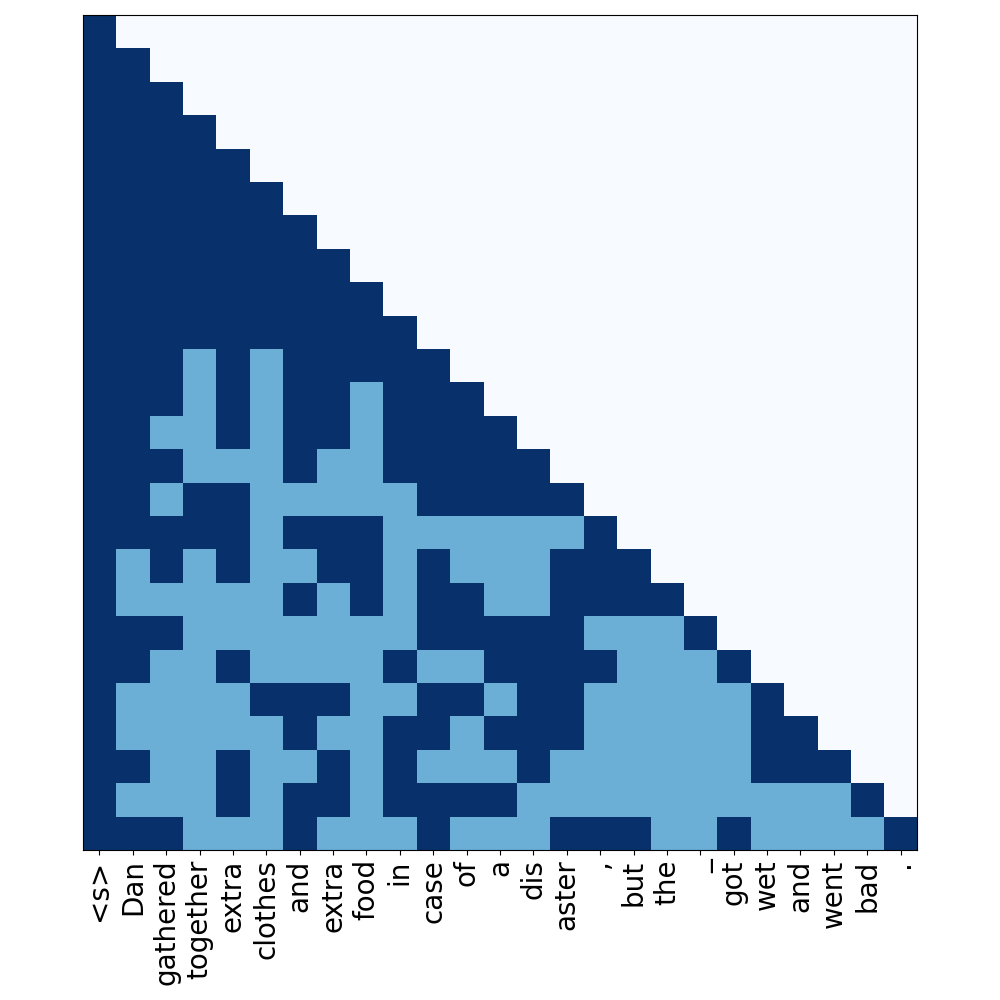 <s>
Dan
gathered
together
extra
clothes
and
extra
food
in
case
of
a
dis
aster
,
but
the
_
got
wet
and
went
bad
.